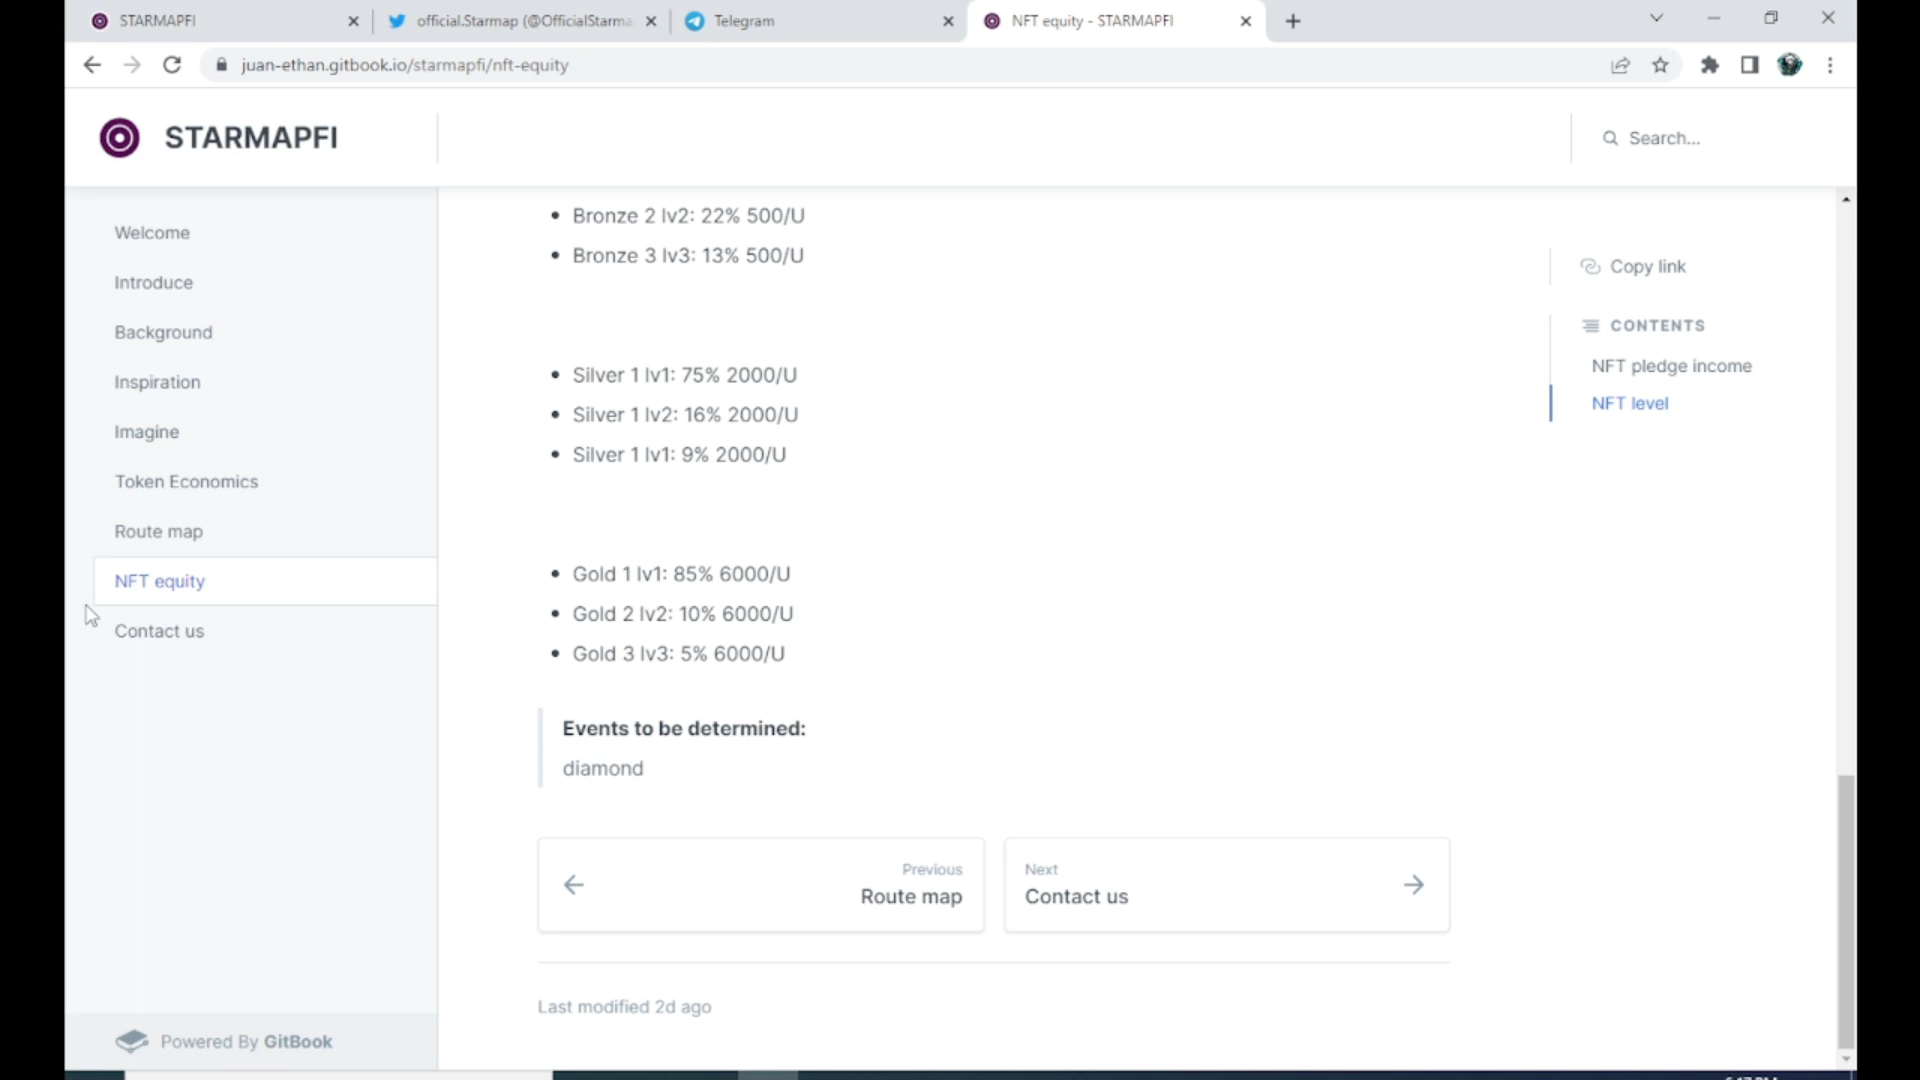 STARMAPFI
official.Starmap (@OfficialStarma
Telegram
NFT equity - STARMAPFI
juan-ethan.gitbook.io/starmapfi/nft-equity
STARMAPFI
Search...
Welcome
Introduce
Background
Inspiration
Imagine
Token Economics
Route map
NFT equity
Contact us
Powered By GitBook
Bronze 2 lv2: 22% 500/U
Bronze 3 lv3: 13% 500/U
Silver 1 lv1: 75% 2000/U
Silver 1 lv2: 16% 2000/U
Silver 1 lv1: 9% 2000/U
Gold 1 lv1: 85% 6000/U
Gold 2 lv2: 10% 6000/U
Gold 3 lv3: 5% 6000/U
Events to be determined:
diamond
Previous
Route map
Next
Contact us
Last modified 2d ago
Copy link
CONTENTS
NFT pledge income
NFT level